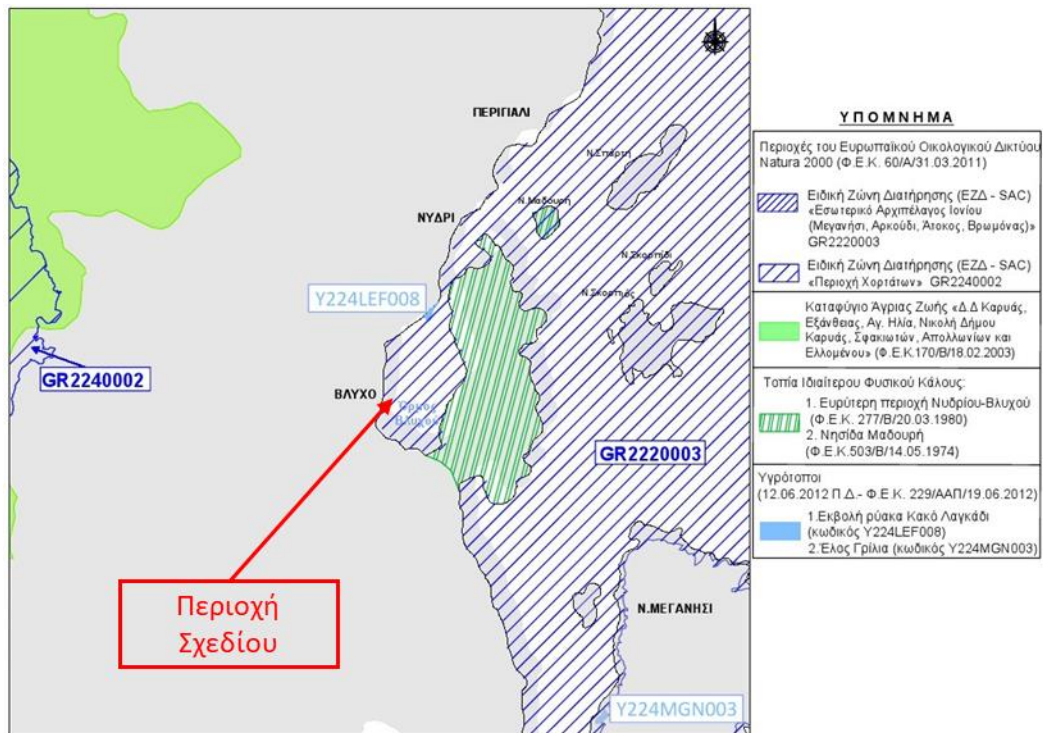 ΠΕΡΙΓΙΑΛΙ
Ν.Σπάρτη
Ν.Μαδουρή
ΝΥΔΡΙ
Ν.Σκορπίδι
Ν.Σκορπιός
Y224LEF008
GR2240002
ΒΛΥΧΟ
Όρμος
Βλυχού
GR2220003
Περιοχή
Σχεδίου
Ν.ΜΕΓΑΝΗΣΙ
Y224MGN003
ΥΠΟΜΝΗΜΑ
Περιοχές του Ευρωπαϊκού Οικολογικού Δικτύου
Natura 2000 (Φ.Ε.Κ. 60/Α/31.03.2011)
Ειδική Ζώνη Διατήρησης (ΕΖΔ - SAC)
«Εσωτερικό Αρχιπέλαγος Ιονίου
(Μεγανήσι, Αρκούδι, Άτοκος, Βρωμόνας)»
GR2220003
Ειδική Ζώνη Διατήρησης (ΕΖΔ - SAC)
«Περιοχή Χορτάτων» GR2240002
Καταφύγιο Άγριας Ζωής «Δ.Δ Καρυάς,
Εξάνθειας, Αγ. Ηλία, Νικολή Δήμου
Καρυάς, Σφακιωτών, Απολλωνίων και
Ελλομένου» (Φ.Ε.Κ.170/Β/18.02.2003)
Τοπία Ιδιαίτερου Φυσικού Κάλους:
1. Ευρύτερη περιοχή Νυδρίου-Βλυχού
(Φ.Ε.Κ. 277/Β/20.03.1980)
2. Νησίδα Μαδουρή
(Φ.Ε.Κ.503/Β/14.05.1974)
Υγρότοποι
(12.06.2012 Π.Δ.- Φ.Ε.Κ. 229/ΑΑΠ/19.06.2012)
1.Εκβολή ρύακα Κακό Λαγκάδι
(κωδικός Y224LEF008)
2.Έλος Γρίλια (κωδικός Y224MGN003)